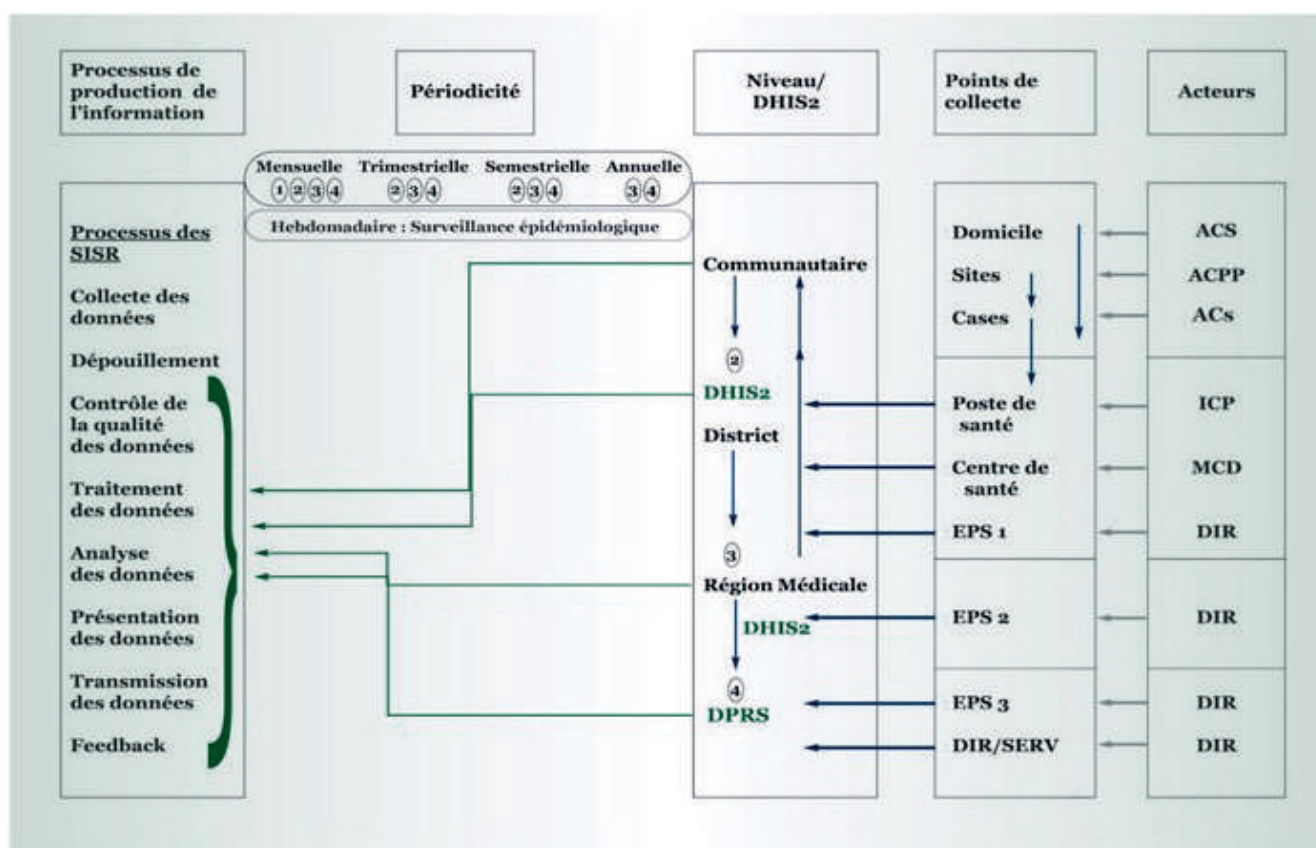 Processus de
production de
l'information
Périodicité
Niveau/
DHIS2
Points de
collecte
Acteurs
Mensuelle
Trimestrielle
Semestrielle
Annuelle
1 2 3 4
2 3 4
2 3 4
3 4
Hebdomadaire : Surveillance épidémiologique
Processus des
SISR
Collecte des
données
Dépouillement
Contrôle de
la qualité
des données
Traitement
des données
Analyse
des données
Présentation
des données
Transmission
des données
Feedback
Communautaire
2
DHIS2
District
3
Région Médicale
DHIS2
4
DPRS
Domicile
Sites
Cases
Poste de
santé
Centre de
santé
EPS 1
EPS 2
EPS 3
DIR/SERV
ACS
ACPP
ACs
ICP
MCD
DIR
DIR
DIR
DIR